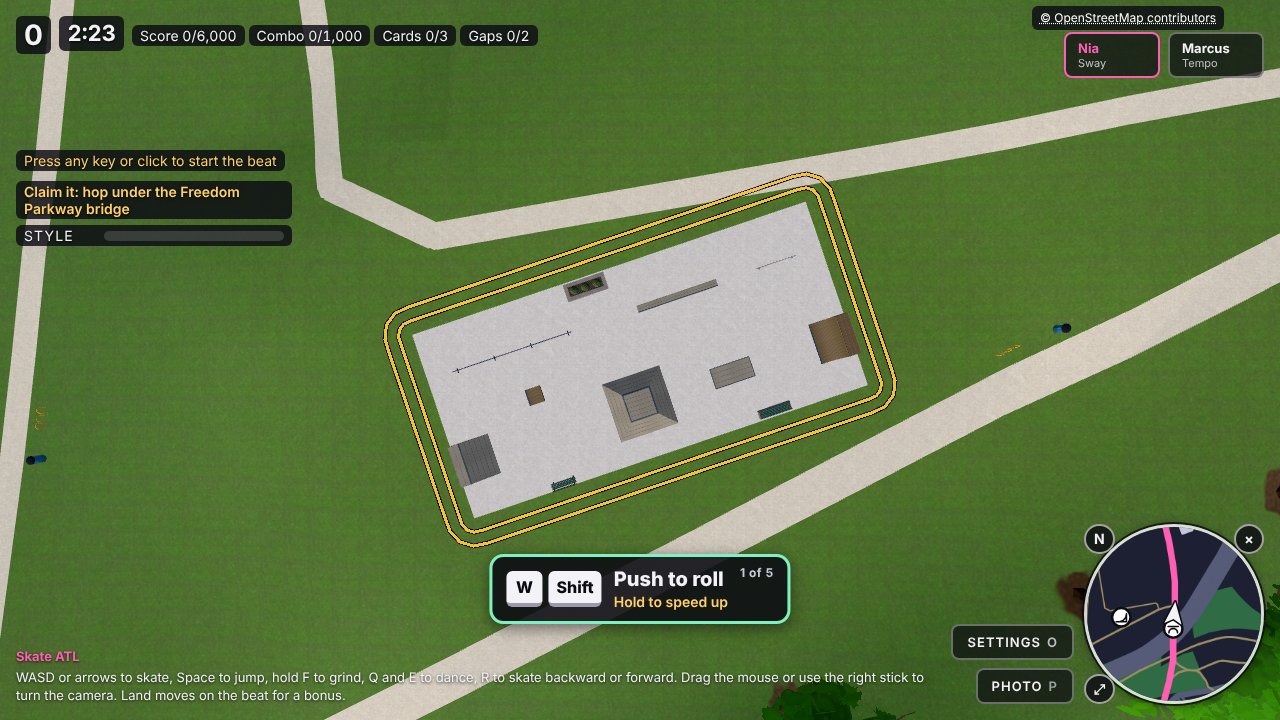 0
2:23
Score 0/6,000
Combo 0/1,000
Cards 0/3
Gaps 0/2
© OpenStreetMap contributors
Nia
Sway
Marcus
Tempo
Press any key or click to start the beat
Claim it: hop under the Freedom
Parkway bridge
STYLE
W
Shift
Push to roll
1 of 5
Hold to speed up
N
×
SETTINGS O
PHOTO P
Skate ATL
WASD or arrows to skate, Space to jump, hold F to grind, Q and E to dance, R to skate backward or forward. Drag the mouse or use the right stick to
turn the camera. Land moves on the beat for a bonus.